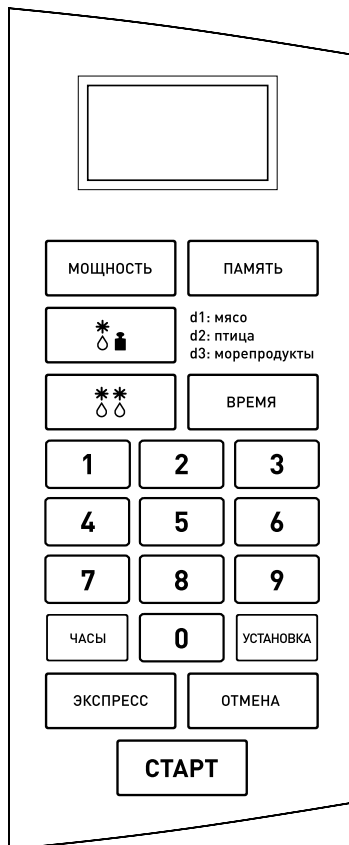 МОЩНОСТЬ ПАМЯТЬ
d1: мясо
d2: птица
d3: морепродукты
ВРЕМЯ
1 2 3
4 5 6
7 8 9
ЧАСЫ 0 УСТАНОВКА
ЭКСПРЕСС ОТМЕНА
СТАРТ